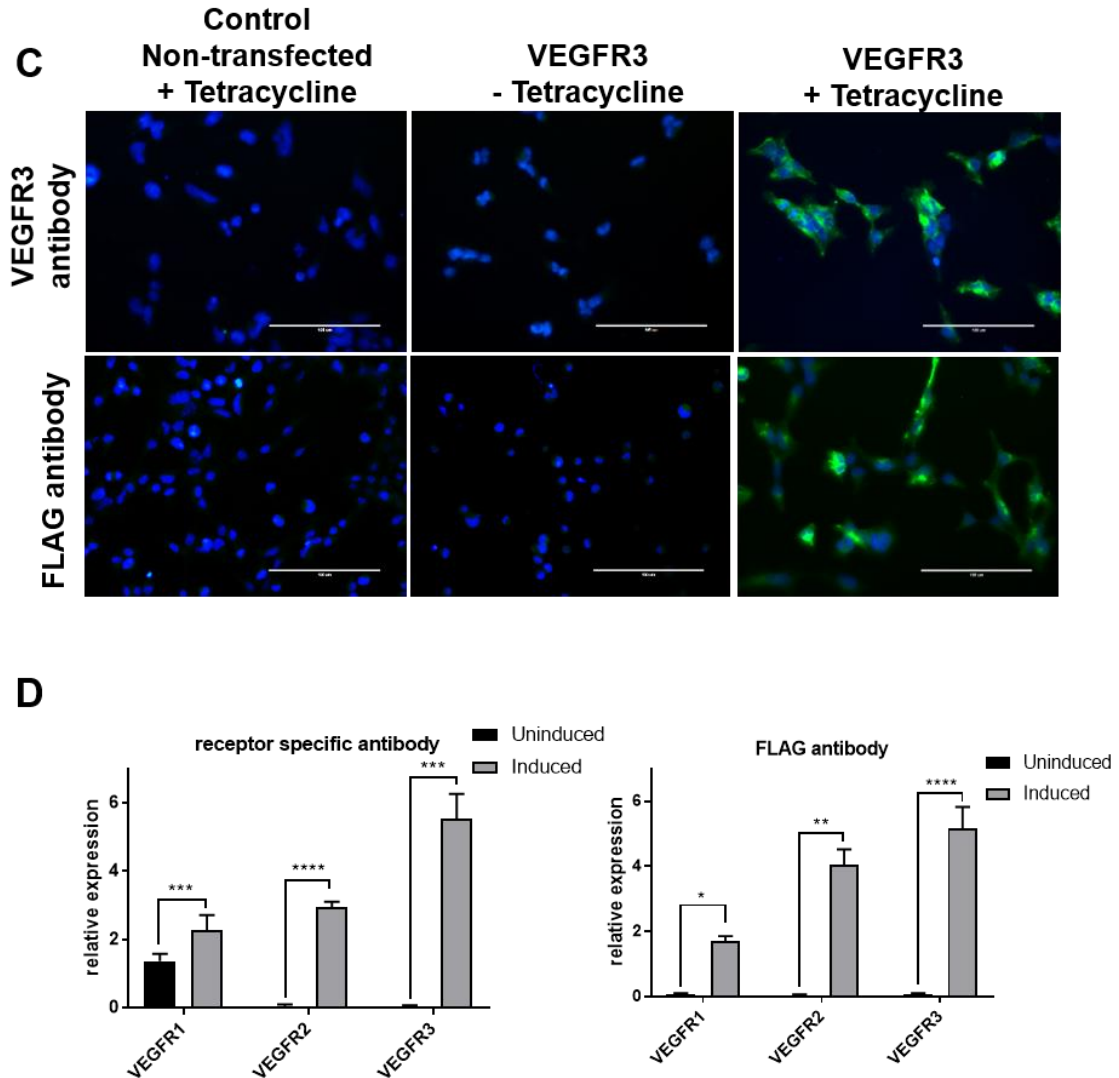 C
Control
Non-transfected
+ Tetracycline
VEGFR3
- Tetracycline
VEGFR3
+ Tetracycline
VEGFR3
antibody
FLAG antibody
D
receptor specific antibody
Uninduced
Induced
relative expression
6
4
2
0
***
****
***
VEGFR1
VEGFR2
VEGFR3
FLAG antibody
Uninduced
Induced
relative expression
6
4
2
0
*
**
****
VEGFR1
VEGFR2
VEGFR3